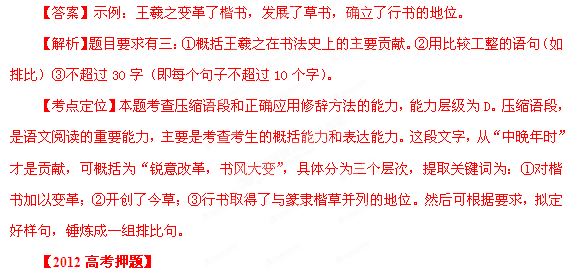 【答案】示例：王羲之变革了楷书，发展了草书，确立了行书的地位。
【解析】题目要求有三：①概括王羲之在书法史上的主要贡献。②用比较工整的语句（如
排比）③不超过 30 字（即每个句子不超过 10 个字）。
【考点定位】本题考查压缩语段和正确应用修辞方法的能力，能力层级为 D。压缩语段，
是语文阅读的重要能力，主要是考查考生的概括能力和表达能力。这段文字，从“中晚年时”
才是贡献，可概括为“锐意改革，书风大变”，具体分为三个层次，提取关键词为：①对楷
书加以变革；②开创了今草；③行书取得了与篆隶楷草并列的地位。然后可根据要求，拟定
好样句，锤炼成一组排比句。
【2012 高考押题】